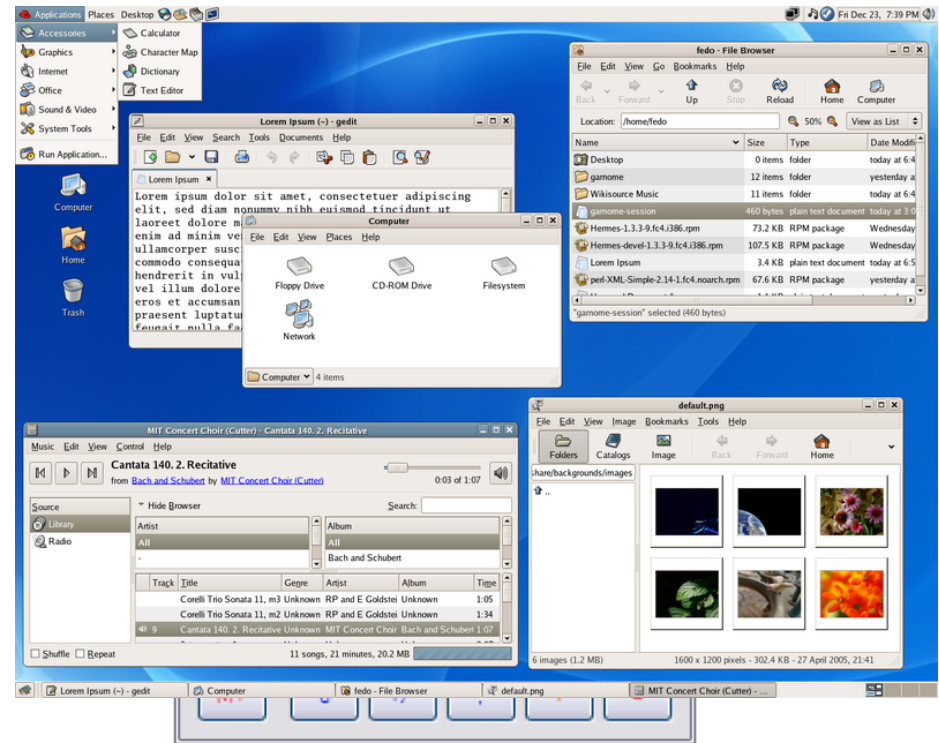 Applications Places Desktop
Fri Dec 23, 7:39 PM
Accessories
Graphics
Internet
Office
Sound & Video
System Tools
Run Application...
Calculator
Character Map
Dictionary
Text Editor
Computer
Home
Trash
Lorem Ipsum (~) - gedit
File Edit View Search Tools Documents Help
Lorem Ipsum
Lorem ipsum dolor sit amet, consectetuer adipiscing
elit, sed diam nonummy nibh euismod tincidunt ut
laoreet dolore
enim ad minim
ullamcorper
commodo
hendrerit in
vel illum dolore
eros et accumsan
praesent luptatu
feugait nulla
Computer
File Edit View Places Help
Floppy Drive
CD-ROM Drive
Filesystem
Network
Computer
4 items
fedo - File Browser
File Edit View Go Bookmarks Help
Back Forward Up Stop Reload Home Computer
Location: /home/fedo 50% View as List
Name Size Type Date Modifi
Desktop 0 items folder today at 6:4
garnome 12 items folder yesterday a
Wikisource Music 11 items folder today at 6:4
garnome-session 460 bytes plain text document today at 3:0
Hermes-1.3.3-9.fc4.i386.rpm 73.2 KB RPM package Wednesday
Hermes-devel-1.3.3-9.fc4.i386.rpm 107.5 KB RPM package Wednesday
Lorem Ipsum 3.4 KB plain text document today at 6:5
perl-XML-Simple-2.14-1.fc4.noarch.rpm 67.6 KB RPM package yesterday a
"garnome-session" selected (460 bytes)
MIT Concert Choir (Cutter) - Cantata 140. 2. Recitative
Music Edit View Control Help
Cantata 140. 2. Recitative
from Bach and Schubert by MIT Concert Choir (Cutter)
0:03 of 1:07
Source
Library
Radio
Hide Browser
Search:
Artist
All
-
Album
All
Bach and Schubert
Track Title Genre Artist Album Time
Corelli Trio Sonata 11, m3 Unknown RP and E Goldstei Unknown 1:05
Corelli Trio Sonata 11, m2 Unknown RP and E Goldstei Unknown 1:34
9 Cantata 140. 2. Recitative Unknown MIT Concert Choir Bach and Schubert 1:07
Shuffle Repeat
11 songs, 21 minutes, 20.2 MB
default.png
File Edit View Image Bookmarks Tools Help
Folders Catalogs Image Back Forward Home
share/backgrounds/images
..
6 images (1.2 MB)
1600 x 1200 pixels - 302.4 KB - 27 April 2005, 21:41
Lorem Ipsum (~) - gedit
Computer
fedo - File Browser
default.png
MIT Concert Choir (Cutter) - ...